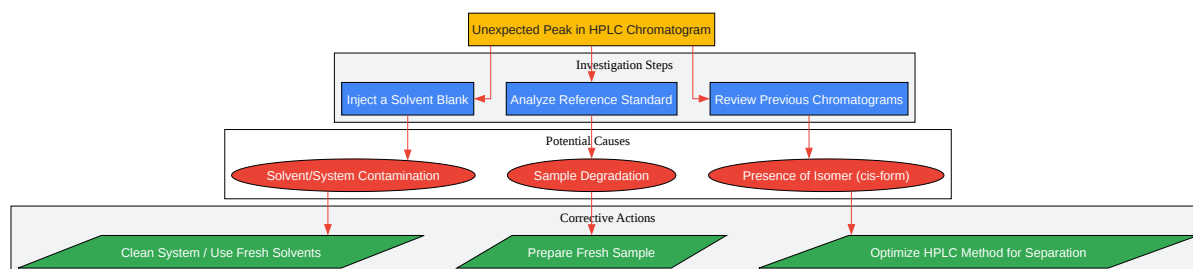 Unexpected Peak in HPLC Chromatogram
Investigation Steps
Inject a Solvent Blank
Analyze Reference Standard
Review Previous Chromatograms
Potential Causes
Solvent/System Contamination
Sample Degradation
Presence of Isomer (cis-form)
Corrective Actions
Clean System / Use Fresh Solvents
Prepare Fresh Sample
Optimize HPLC Method for Separation